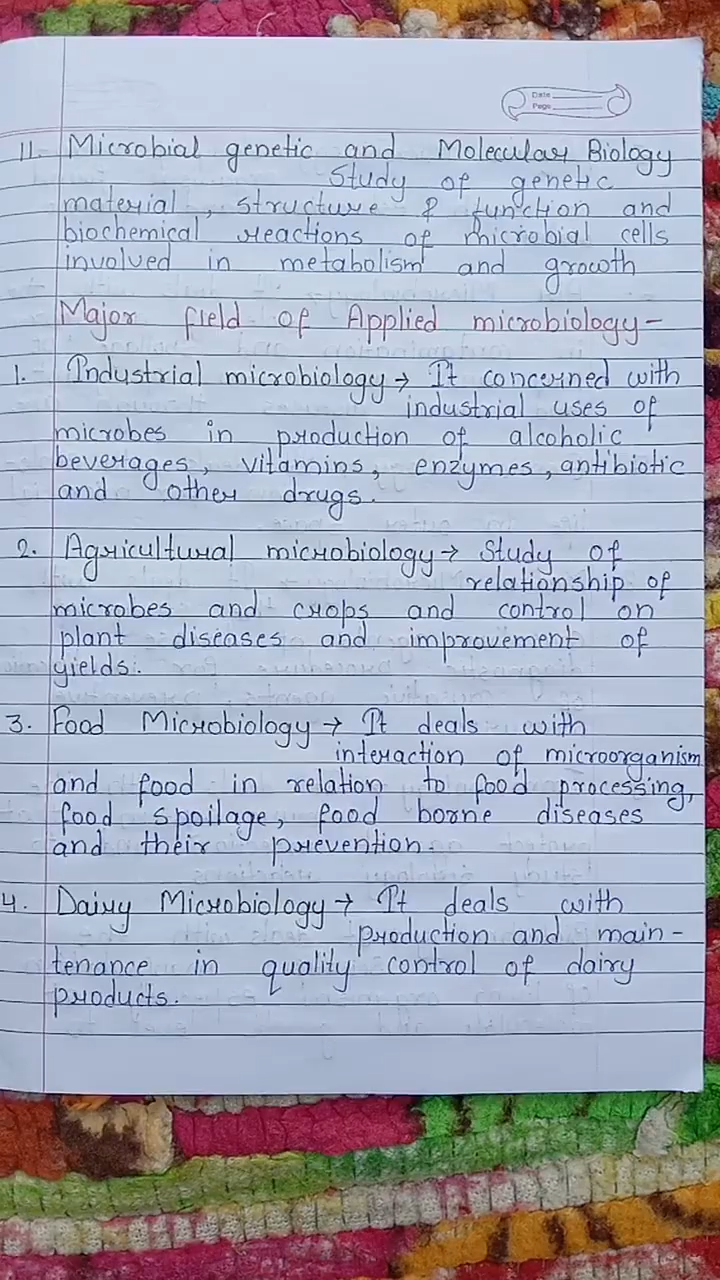 Date
Page
11. Microbial genetic and Molecular Biology
Study of genetic
material, structure & function and
biochemical reactions of microbial cells
involved in metabolism and growth
Major field of Applied microbiology-
1. Industrial microbiology → It concerned with
industrial uses of
microbes in production of alcoholic
beverages, vitamins, enzymes, antibiotic
and other drugs.
2. Agricultural microbiology → Study of
relationship of
microbes and crops and control on
plant diseases and improvement of
yields.
3. Food Microbiology → It deals with
interaction of microorganism
and food in relation to food processing,
food spoilage, food borne diseases
and their prevention.
4. Dairy Microbiology → It deals with
production and main-
tenance in quality control of dairy
products.